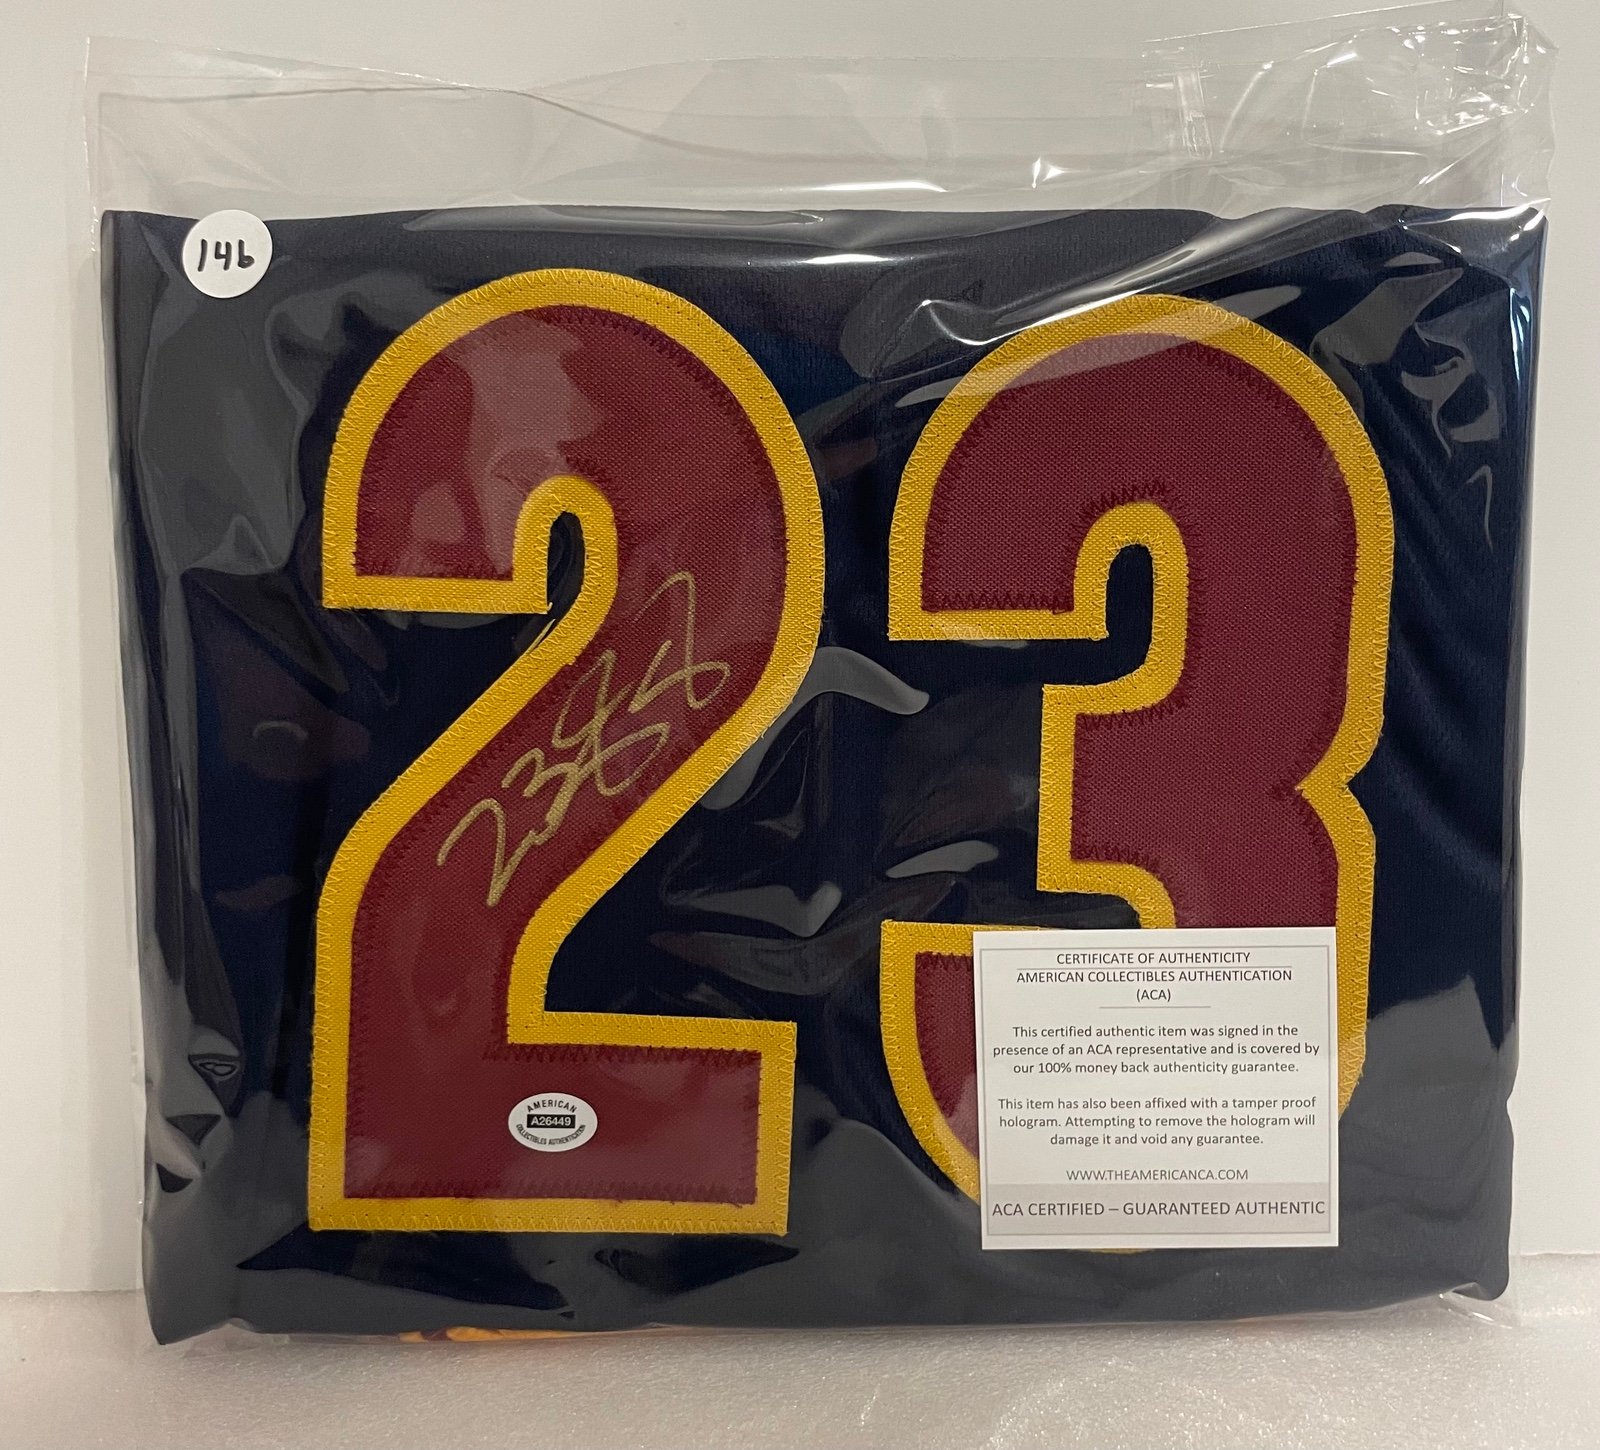 146
23
AMERICAN
A26449
COLLECTIBLES AUTHENTICATION
CERTIFICATE OF AUTHENTICITY
AMERICAN COLLECTIBLES AUTHENTICATION
(ACA)
This certified authentic item was signed in the
presence of an ACA representative and is covered by
our 100% money back authenticity guarantee.
This item has also been affixed with a tamper proof
hologram. Attempting to remove the hologram will
damage it and void any guarantee.
WWW.THEAMERICANCA.COM
ACA CERTIFIED – GUARANTEED AUTHENTIC